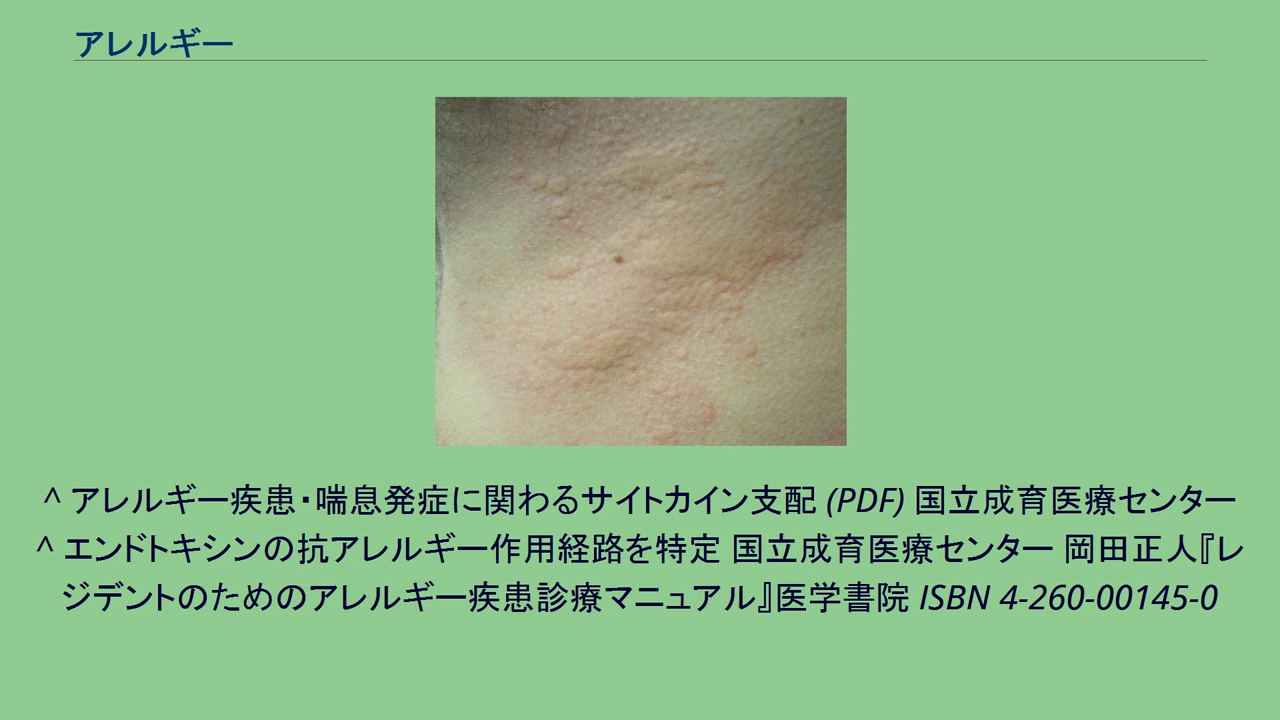 アレルギー
^ アレルギー疾患・喘息発症に関わるサイトカイン支配 (PDF) 国立成育医療センター
^ エンドトキシンの抗アレルギー作用経路を特定 国立成育医療センター 岡田正人『レ
ジデントのためのアレルギー疾患診療マニュアル』医学書院 ISBN 4-260-00145-0